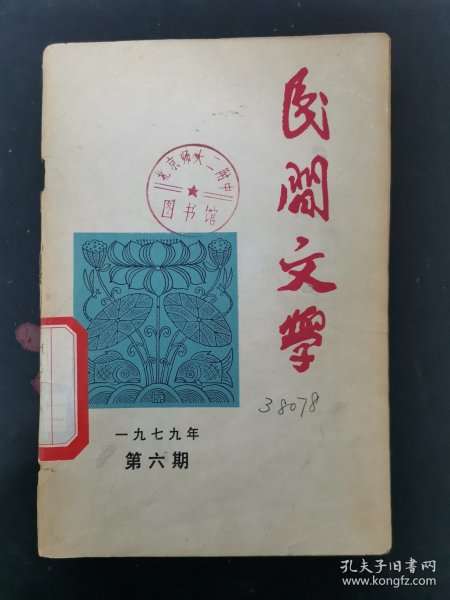 民間文學
北京师大二附中
图书馆
38078
一九七九年
第六期
孔夫子旧书网
www.kongfz.com